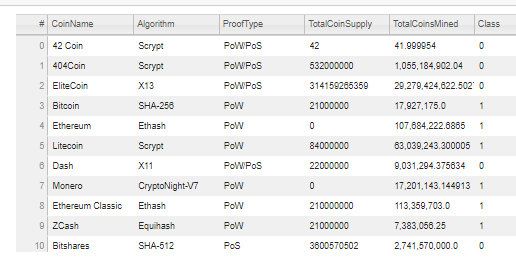 # CoinName Algorithm ProofType TotalCoinSupply TotalCoinsMined Class
0 42 Coin Scrypt PoW/PoS 42 41.999954 0
1 404Coin Scrypt PoW/PoS 532000000 1,055,184,902.04 0
2 EliteCoin X13 PoW/PoS 314159265359 29,279,424,622.502 0
3 Bitcoin SHA-256 PoW 21000000 17,927,175.0 1
4 Ethereum Ethash PoW 0 107,684,222.6865 1
5 Litecoin Scrypt PoW 84000000 63,039,243.300005 1
6 Dash X11 PoW/PoS 22000000 9,031,294.375634 0
7 Monero CryptoNight-V7 PoW 0 17,201,143.144913 1
8 Ethereum Classic Ethash PoW 210000000 113,359,703.0 1
9 ZCash Equihash PoW 21000000 7,383,056.25 1
10 Bitshares SHA-512 PoS 3600570502 2,741,570,000.0 0